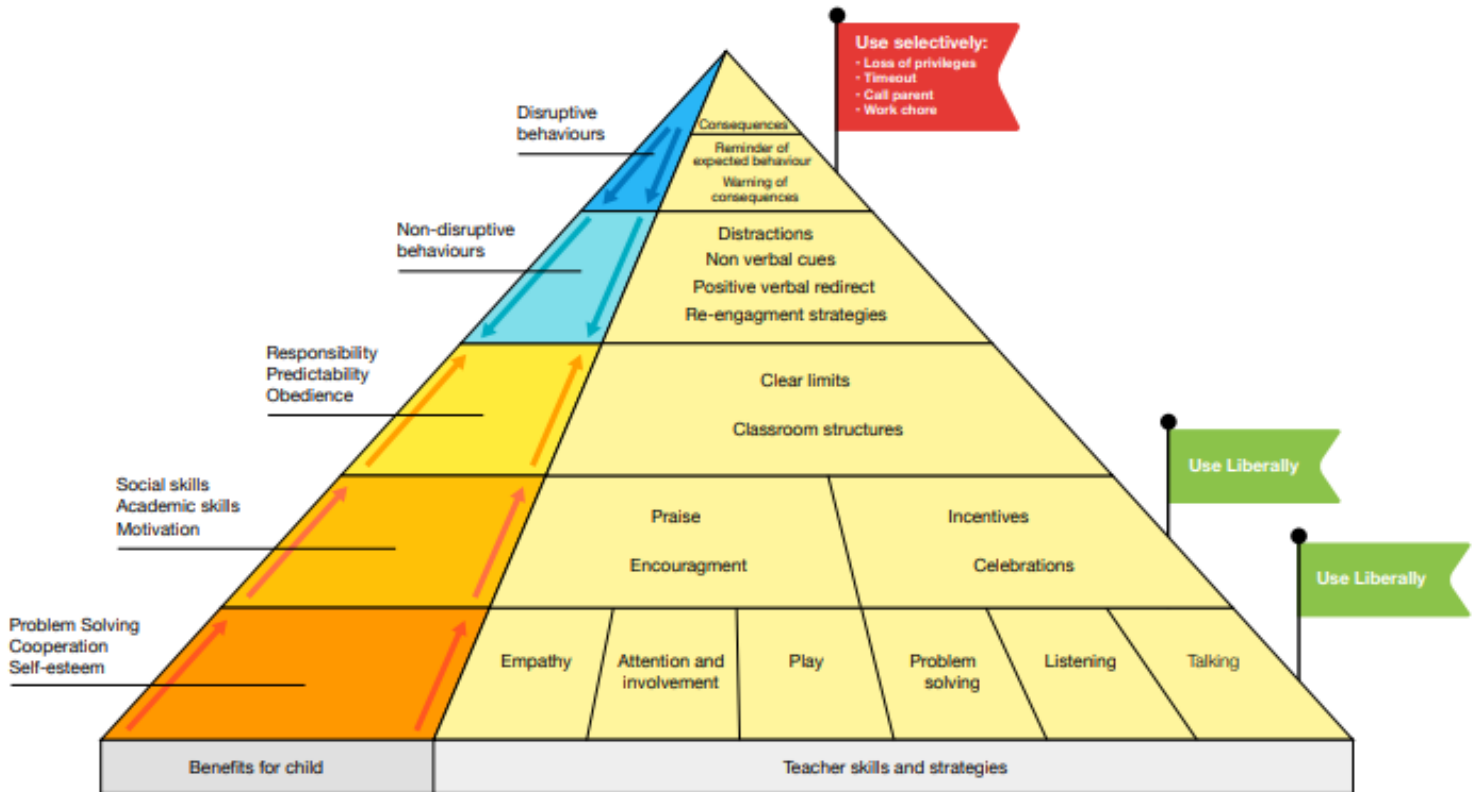 Use selectively:
• Loss of privileges
• Timeout
• Call parent
• Work chore
Disruptive
behaviours
Consequences
Reminder of
expected behaviour
Warning of
consequences
Non-disruptive
behaviours
Distractions
Non verbal cues
Positive verbal redirect
Re-engagment strategies
Responsibility
Predictability
Obedience
Clear limits
Classroom structures
Use Liberally
Social skills
Academic skills
Motivation
Praise
Encouragment
Incentives
Celebrations
Use Liberally
Problem Solving
Cooperation
Self-esteem
Empathy
Attention and
involvement
Play
Problem
solving
Listening
Talking
Benefits for child
Teacher skills and strategies